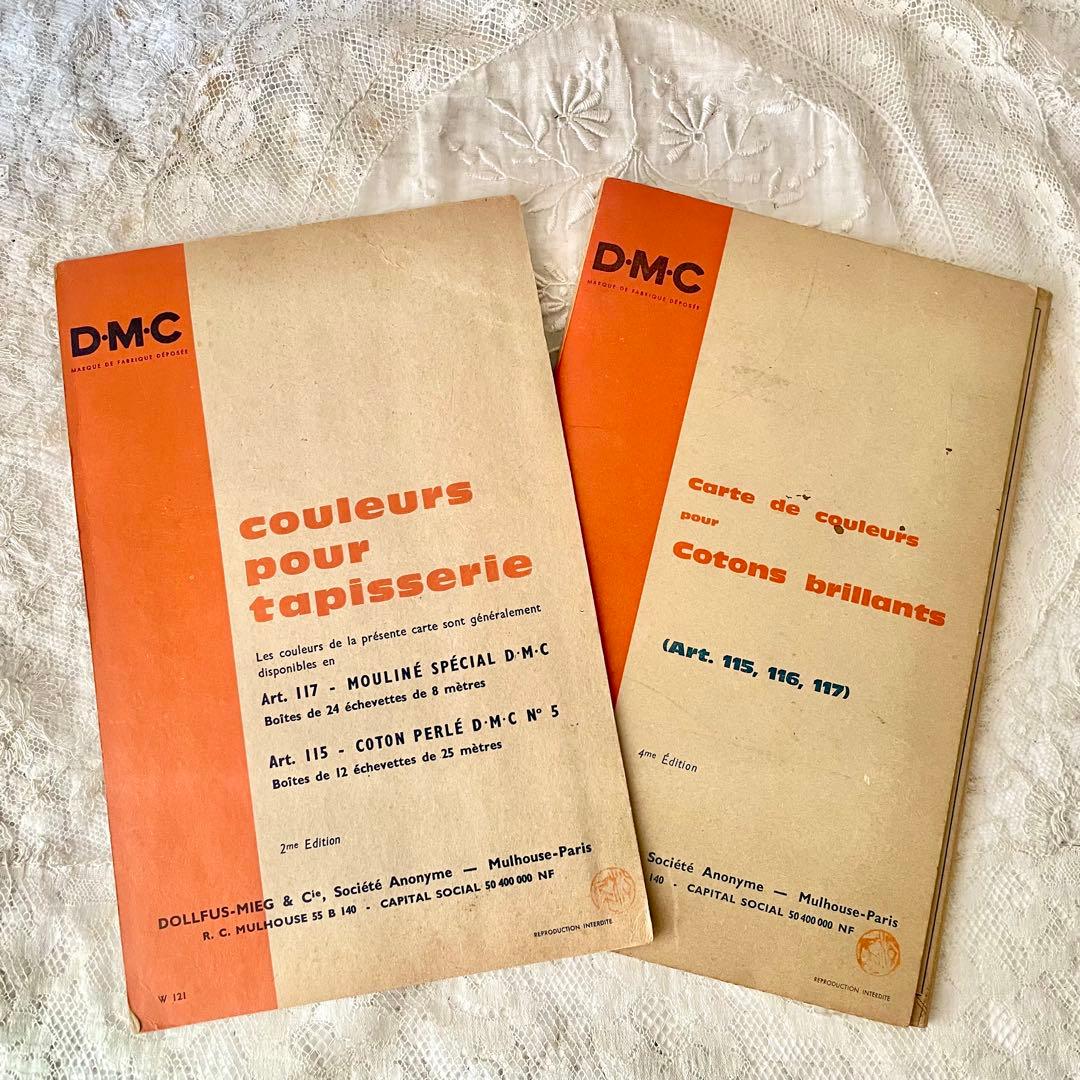 D·M·C
MARQUE DE FABRIQUE DÉPOSÉE
couleurs
pour
tapisserie
Les couleurs de la présente carte sont généralement
disponibles en
Art. 117 - MOULINÉ SPÉCIAL D·M·C
Boîtes de 24 échevettes de 8 mètres
Art. 115 - COTON PERLÉ D·M·C Nº 5
Boîtes de 12 échevettes de 25 mètres
2me Edition
DOLLFUS-MIEG & Cie, Société Anonyme — Mulhouse-Paris
R. C. MULHOUSE 55 B 140 - CAPITAL SOCIAL 50 400 000 NF
REPRODUCTION INTERDITE
W 121
D·M·C
MARQUE DE FABRIQUE DÉPOSÉE
carte de couleurs
pour
cotons brillants
(Art. 115, 116, 117)
4me Édition
Société Anonyme — Mulhouse-Paris
140 - CAPITAL SOCIAL 50 400 000 NF
REPRODUCTION INTERDITE